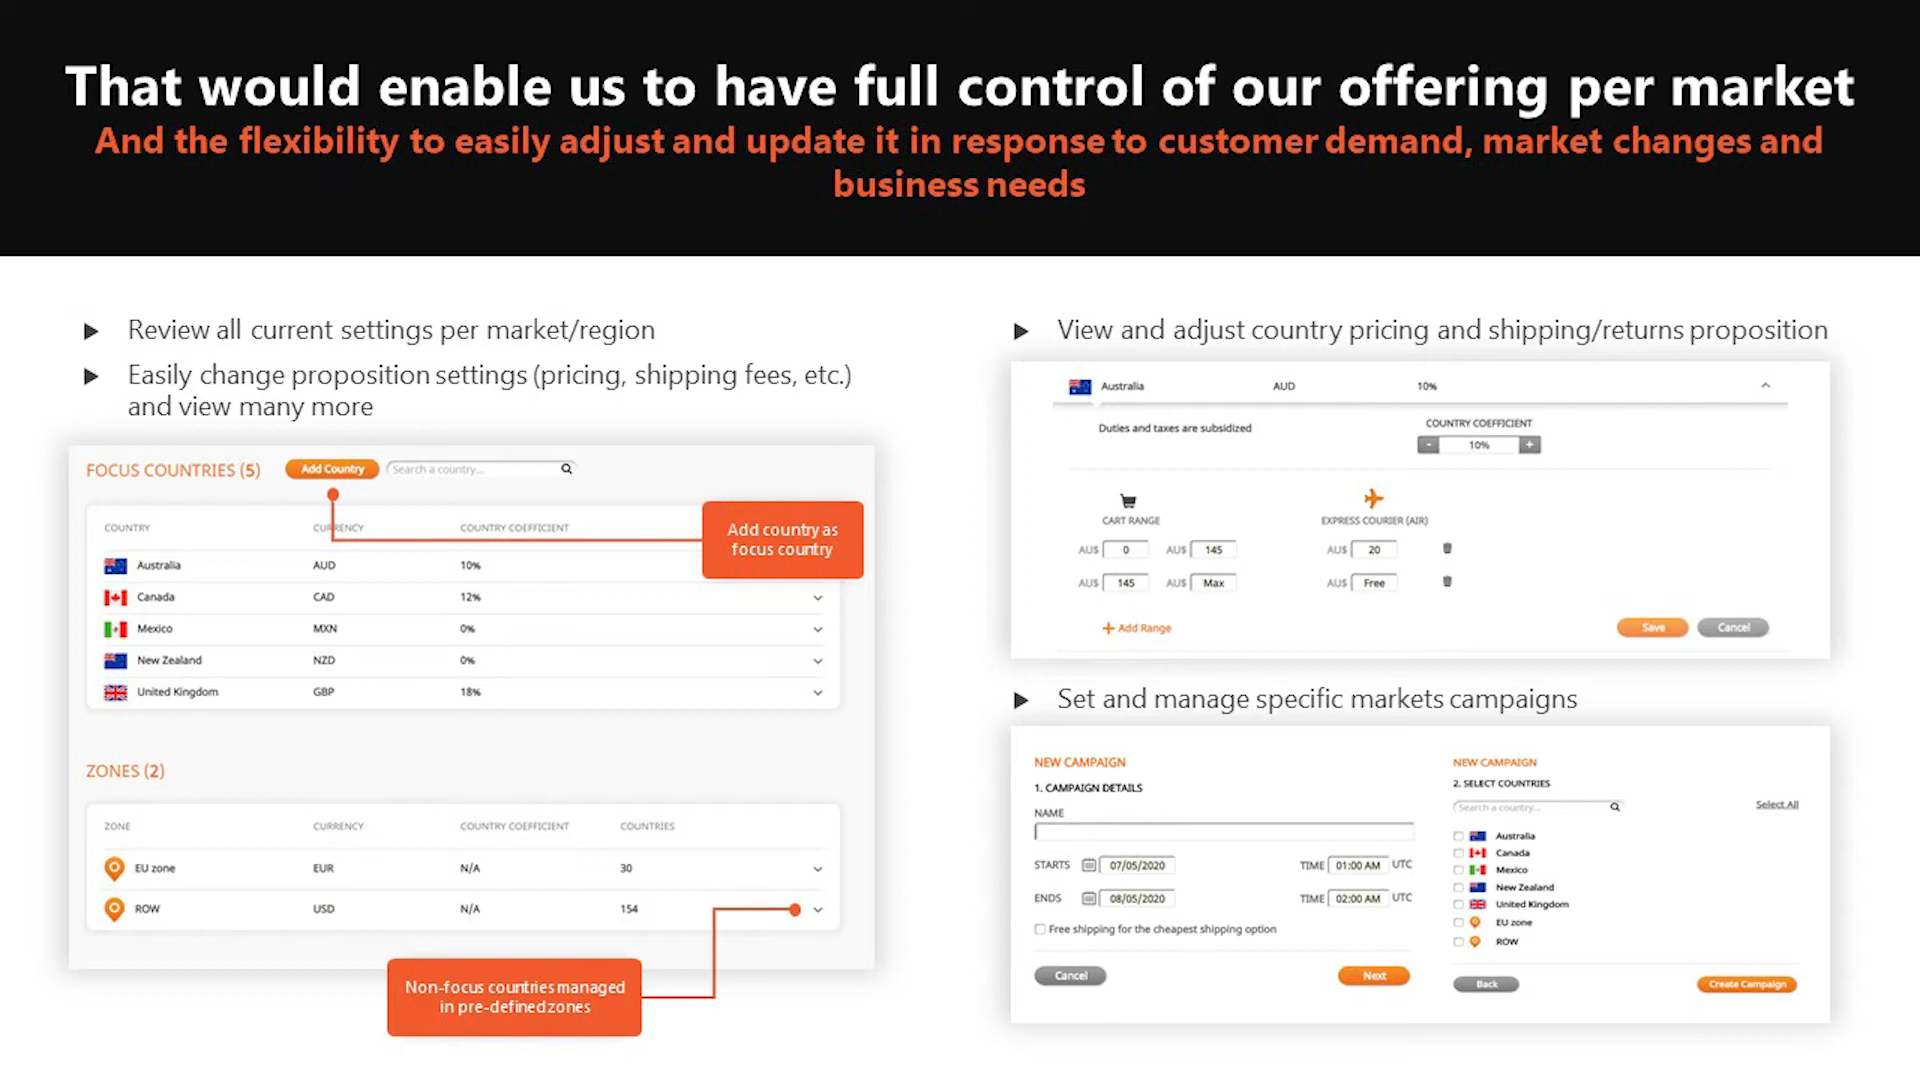 That would enable us to have full control of our offering per market
And the flexibility to easily adjust and update it in response to customer demand, market changes and
business needs
Review all current settings per market/region
Easily change proposition settings (pricing, shipping fees, etc.)
and view many more
FOCUS COUNTRIES (5)
Add Country
Search a country...
COUNTRY CURRENCY COUNTRY COEFFICIENT
Add country as
focus country
Australia AUD 10%
Canada CAD 12%
Mexico MXN 0%
New Zealand NZD 0%
United Kingdom GBP 18%
ZONES (2)
ZONE CURRENCY COUNTRY COEFFICIENT COUNTRIES
EU zone EUR N/A 30
ROW USD N/A 154
Non-focus countries managed
in pre-defined zones
View and adjust country pricing and shipping/returns proposition
Australia AUD 10%
Duties and taxes are subsidized
COUNTRY COEFFICIENT
- 10% +
CART RANGE EXPRESS COURIER (AIR)
AU$ 0 AU$ 145 AU$ 20
AU$ 145 AU$ Max AU$ Free
+ Add Range
Save Cancel
Set and manage specific markets campaigns
NEW CAMPAIGN
1. CAMPAIGN DETAILS
NAME
STARTS 07/05/2020 TIME 01:00 AM UTC
ENDS 08/05/2020 TIME 02:00 AM UTC
Free shipping for the cheapest shipping option
Cancel Next
NEW CAMPAIGN
2. SELECT COUNTRIES
Search a country...
Select All
Australia
Canada
Mexico
New Zealand
United Kingdom
EU zone
ROW
Back Create Campaign